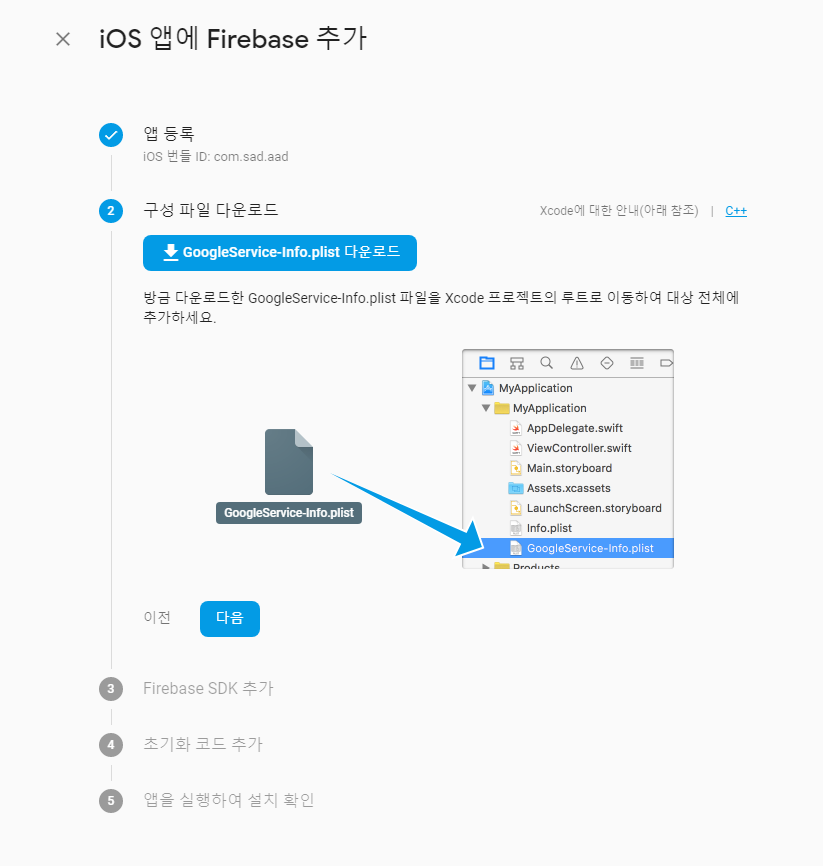 iOS 앱에 Firebase 추가
앱 등록
iOS 번들 ID: com.sad.aad
2
구성 파일 다운로드
Xcode에 대한 안내(아래 참조) | C++
GoogleService-Info.plist 다운로드
방금 다운로드한 GoogleService-Info.plist 파일을 Xcode 프로젝트의 루트로 이동하여 대상 전체에
추가하세요.
MyApplication
MyApplication
AppDelegate.swift
ViewController.swift
Main.storyboard
Assets.xcassets
LaunchScreen.storyboard
Info.plist
GoogleService-Info.plist
Products
GoogleService-Info.plist
이전
다음
3
Firebase SDK 추가
4
초기화 코드 추가
5
앱을 실행하여 설치 확인